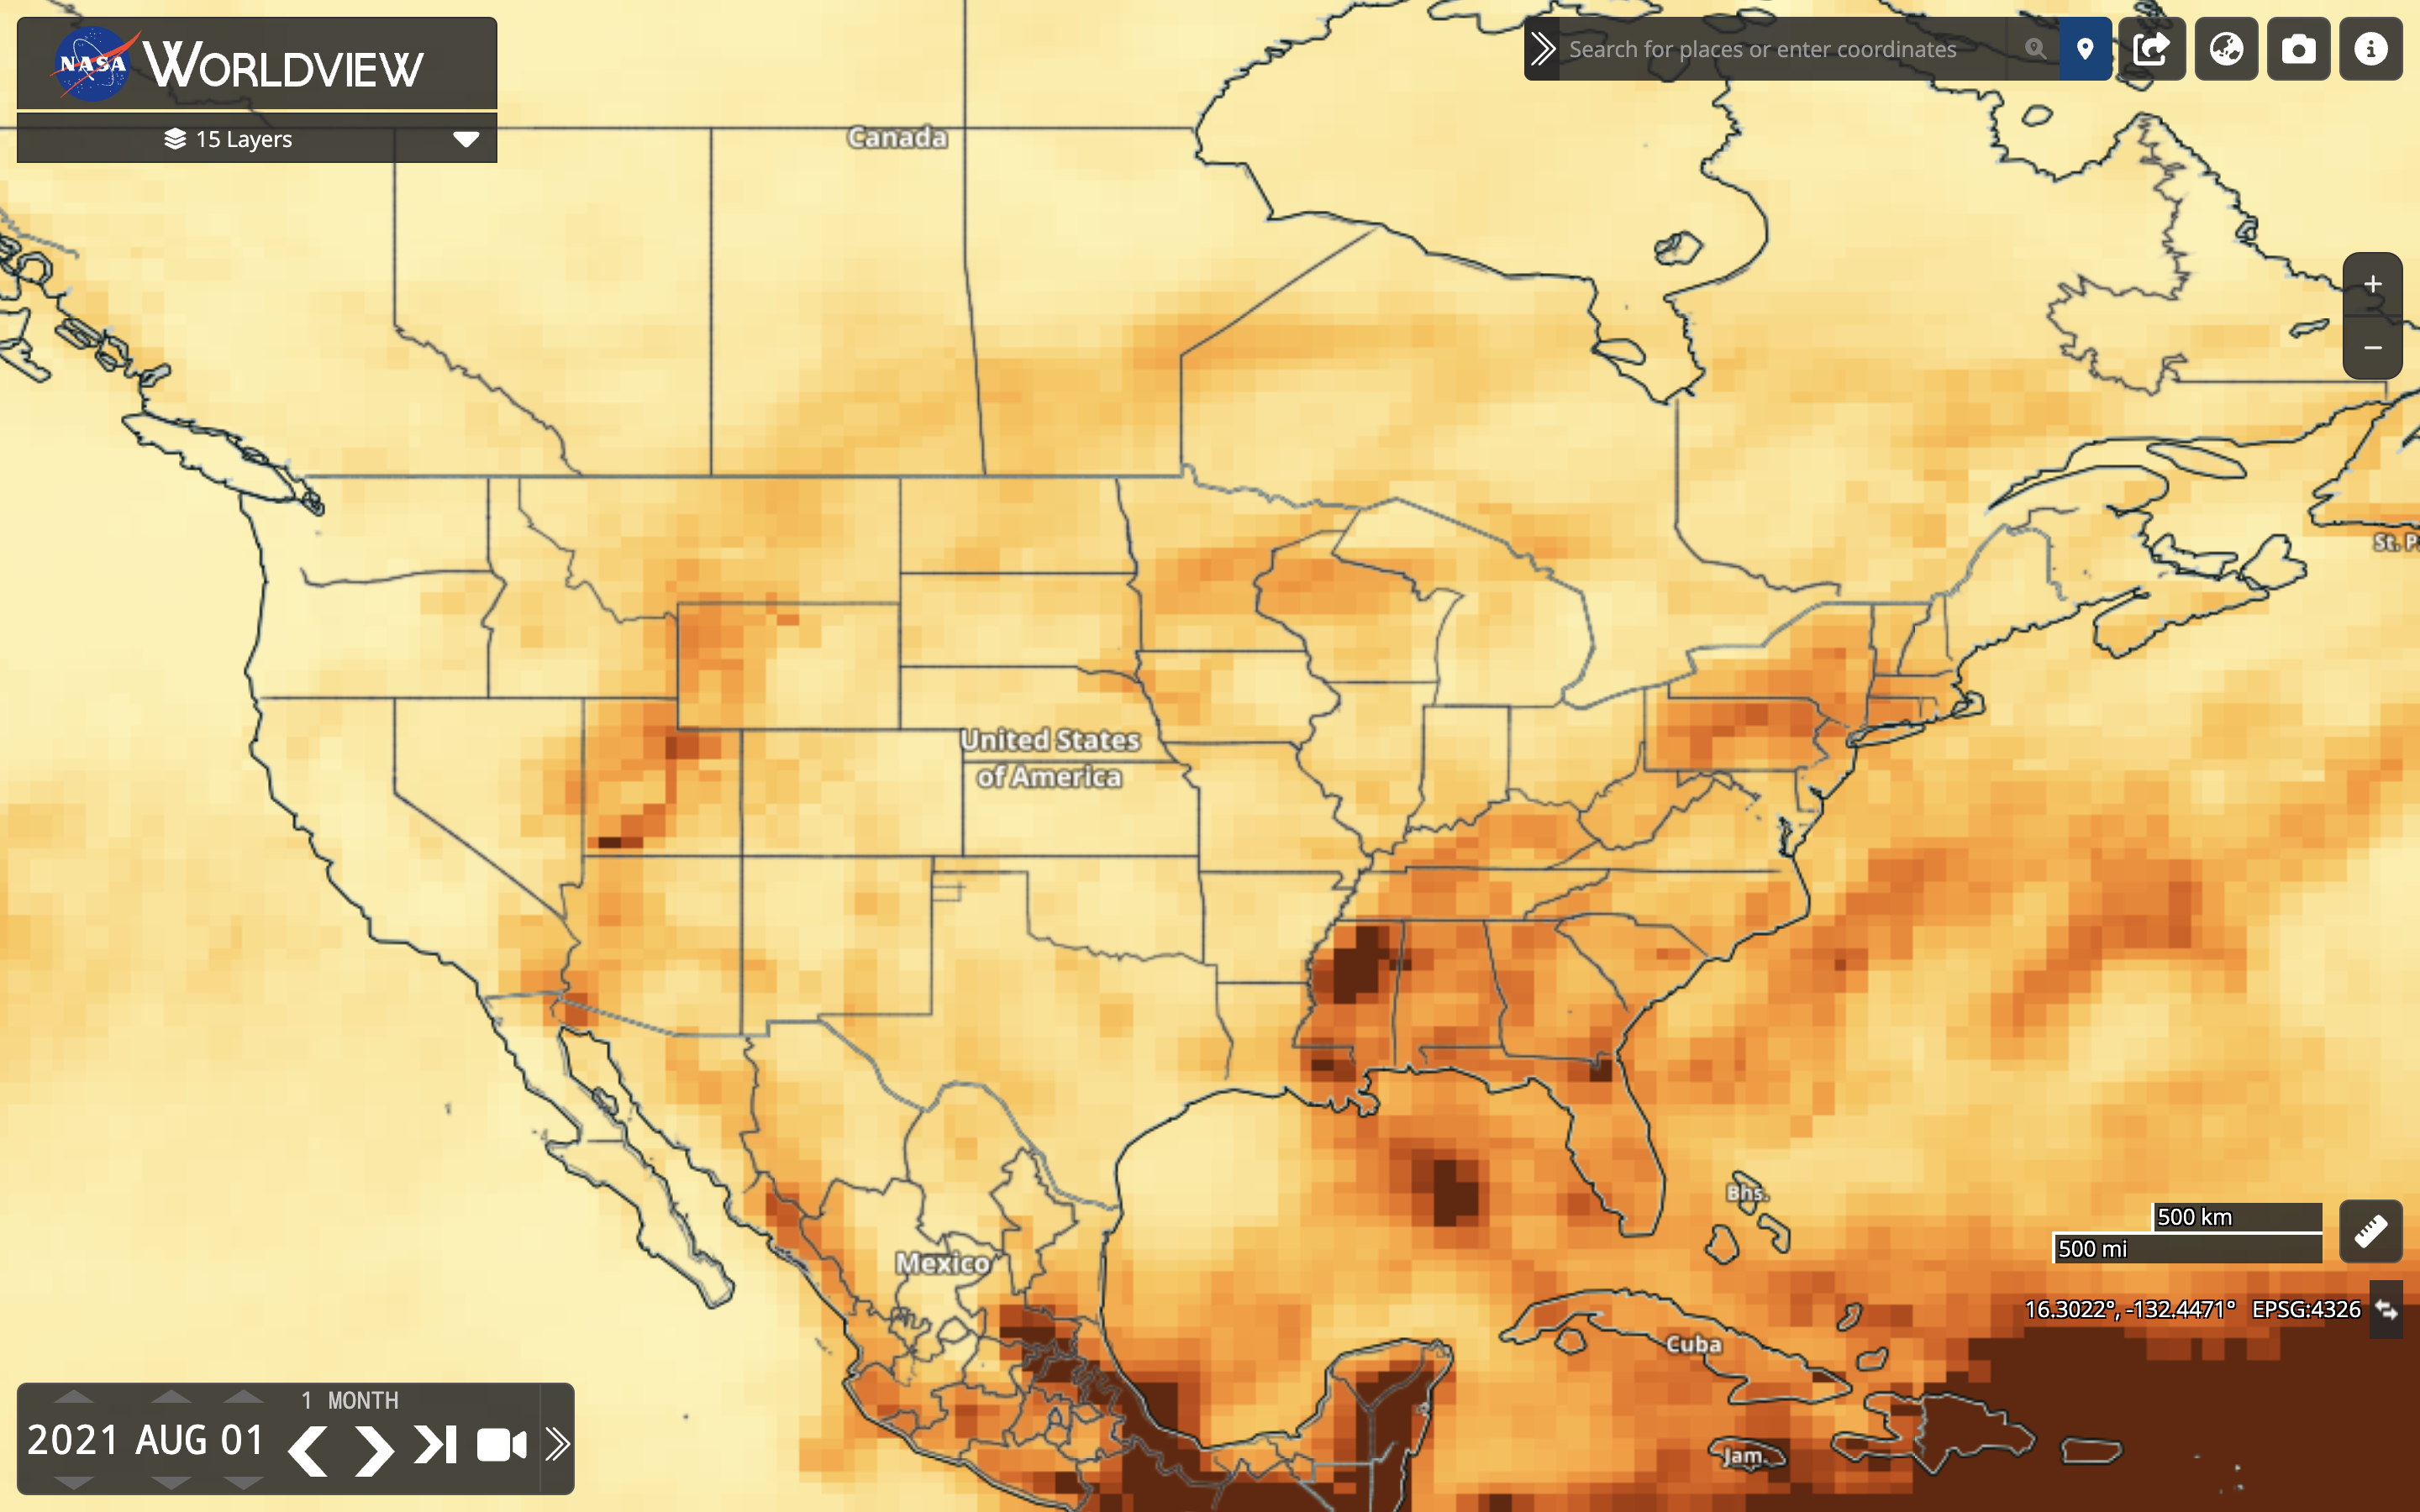 NASA WORLDVIEW
15 Layers
Search for places or enter coordinates
Canada
+
−
St. P
United States
of America
Bhs.
500 km
500 mi
Mexico
16.3022°, -132.4471° EPSG:4326
Cuba
Jam.
1 MONTH
2021 AUG 01